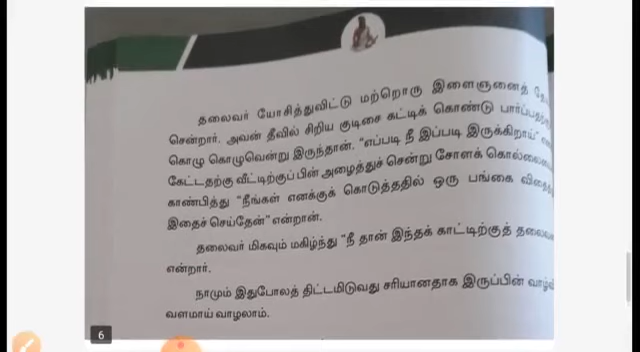 தலைவர் யோசித்துவிட்டு மற்றொரு இளைஞனைத்
சென்றார். அவன் தீவில் சிறிய குடிசை கட்டிக் கொண்டு பார்ப்பதற்கு
கொழு கொழுவென்று இருந்தான். “எப்படி நீ இப்படி இருக்கிறாய்”
கேட்டதற்கு வீட்டிற்குப்பின் அழைத்துச் சென்று சோளக்
காண்பித்து “நீங்கள் எனக்குக் கொடுத்ததில் ஒரு பங்கை
இதைச் செய்தேன்” என்றான்.
தலைவர் மிகவும் மகிழ்ந்து “நீ தான் இந்தக் காட்டிற்குத்
என்றார்.
நாமும் இதுபோலத் திட்டமிடுவது சரியானதாக இருப்பின்
வளமாய் வாழலாம்.
6